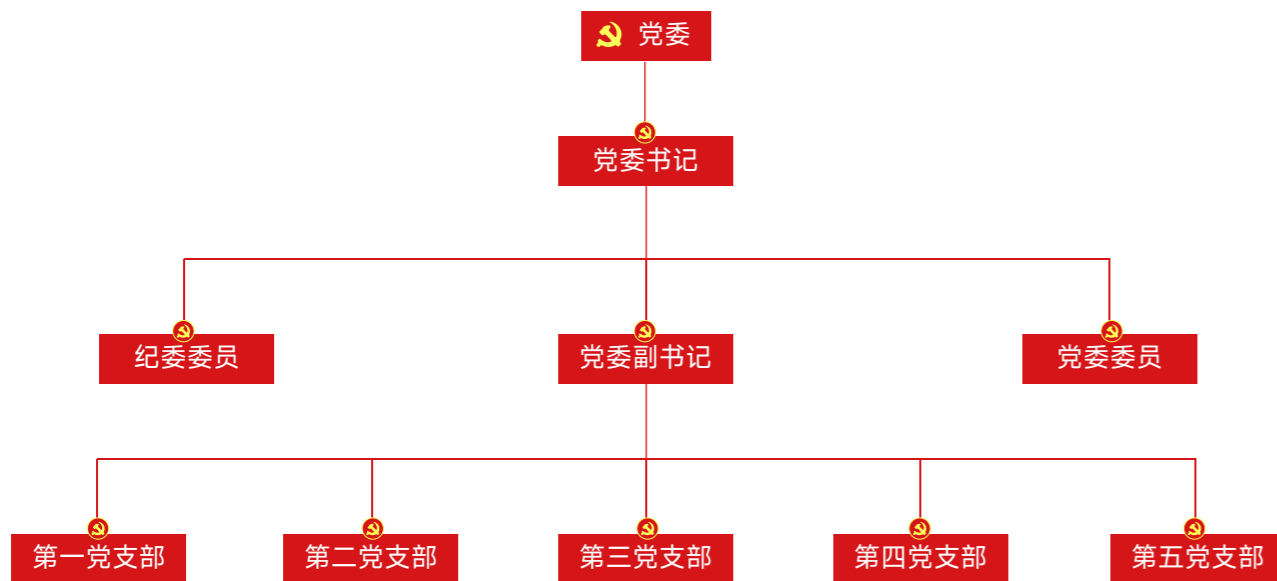 党委
党委书记
纪委委员
党委副书记
党委委员
第一党支部
第二党支部
第三党支部
第四党支部
第五党支部